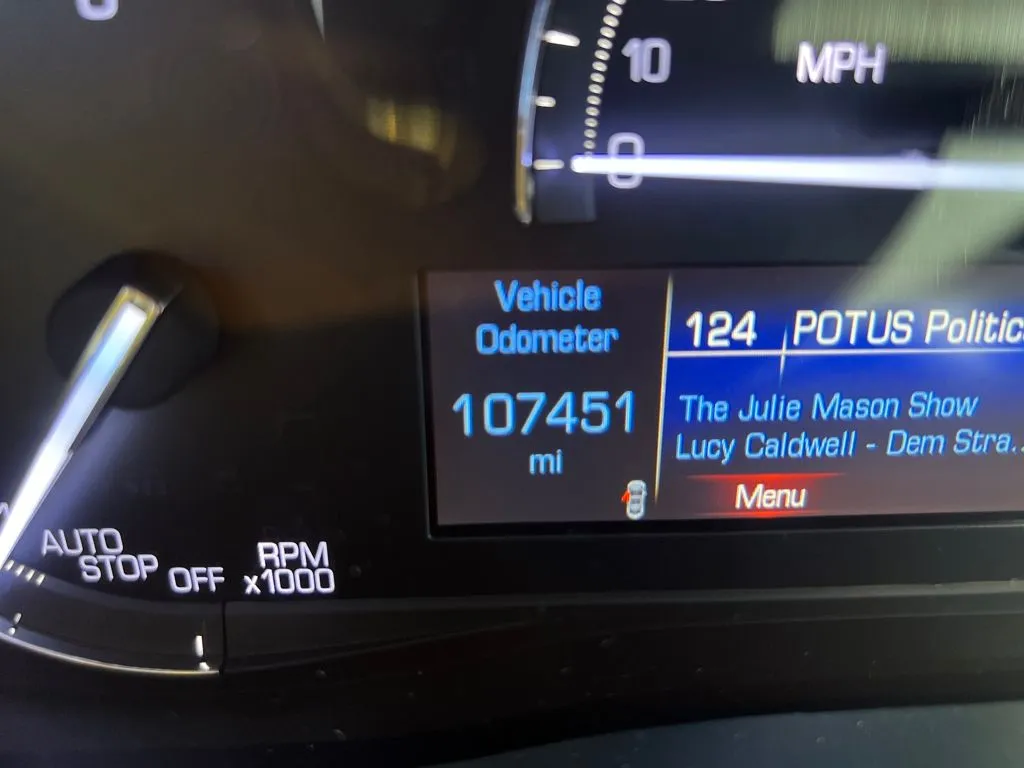 10
MPH
0
Vehicle
Odometer
107451
mi
124
POTUS Politic
The Julie Mason Show
Lucy Caldwell - Dem Stra...
Menu
AUTO
STOP
OFF
RPM
x1000